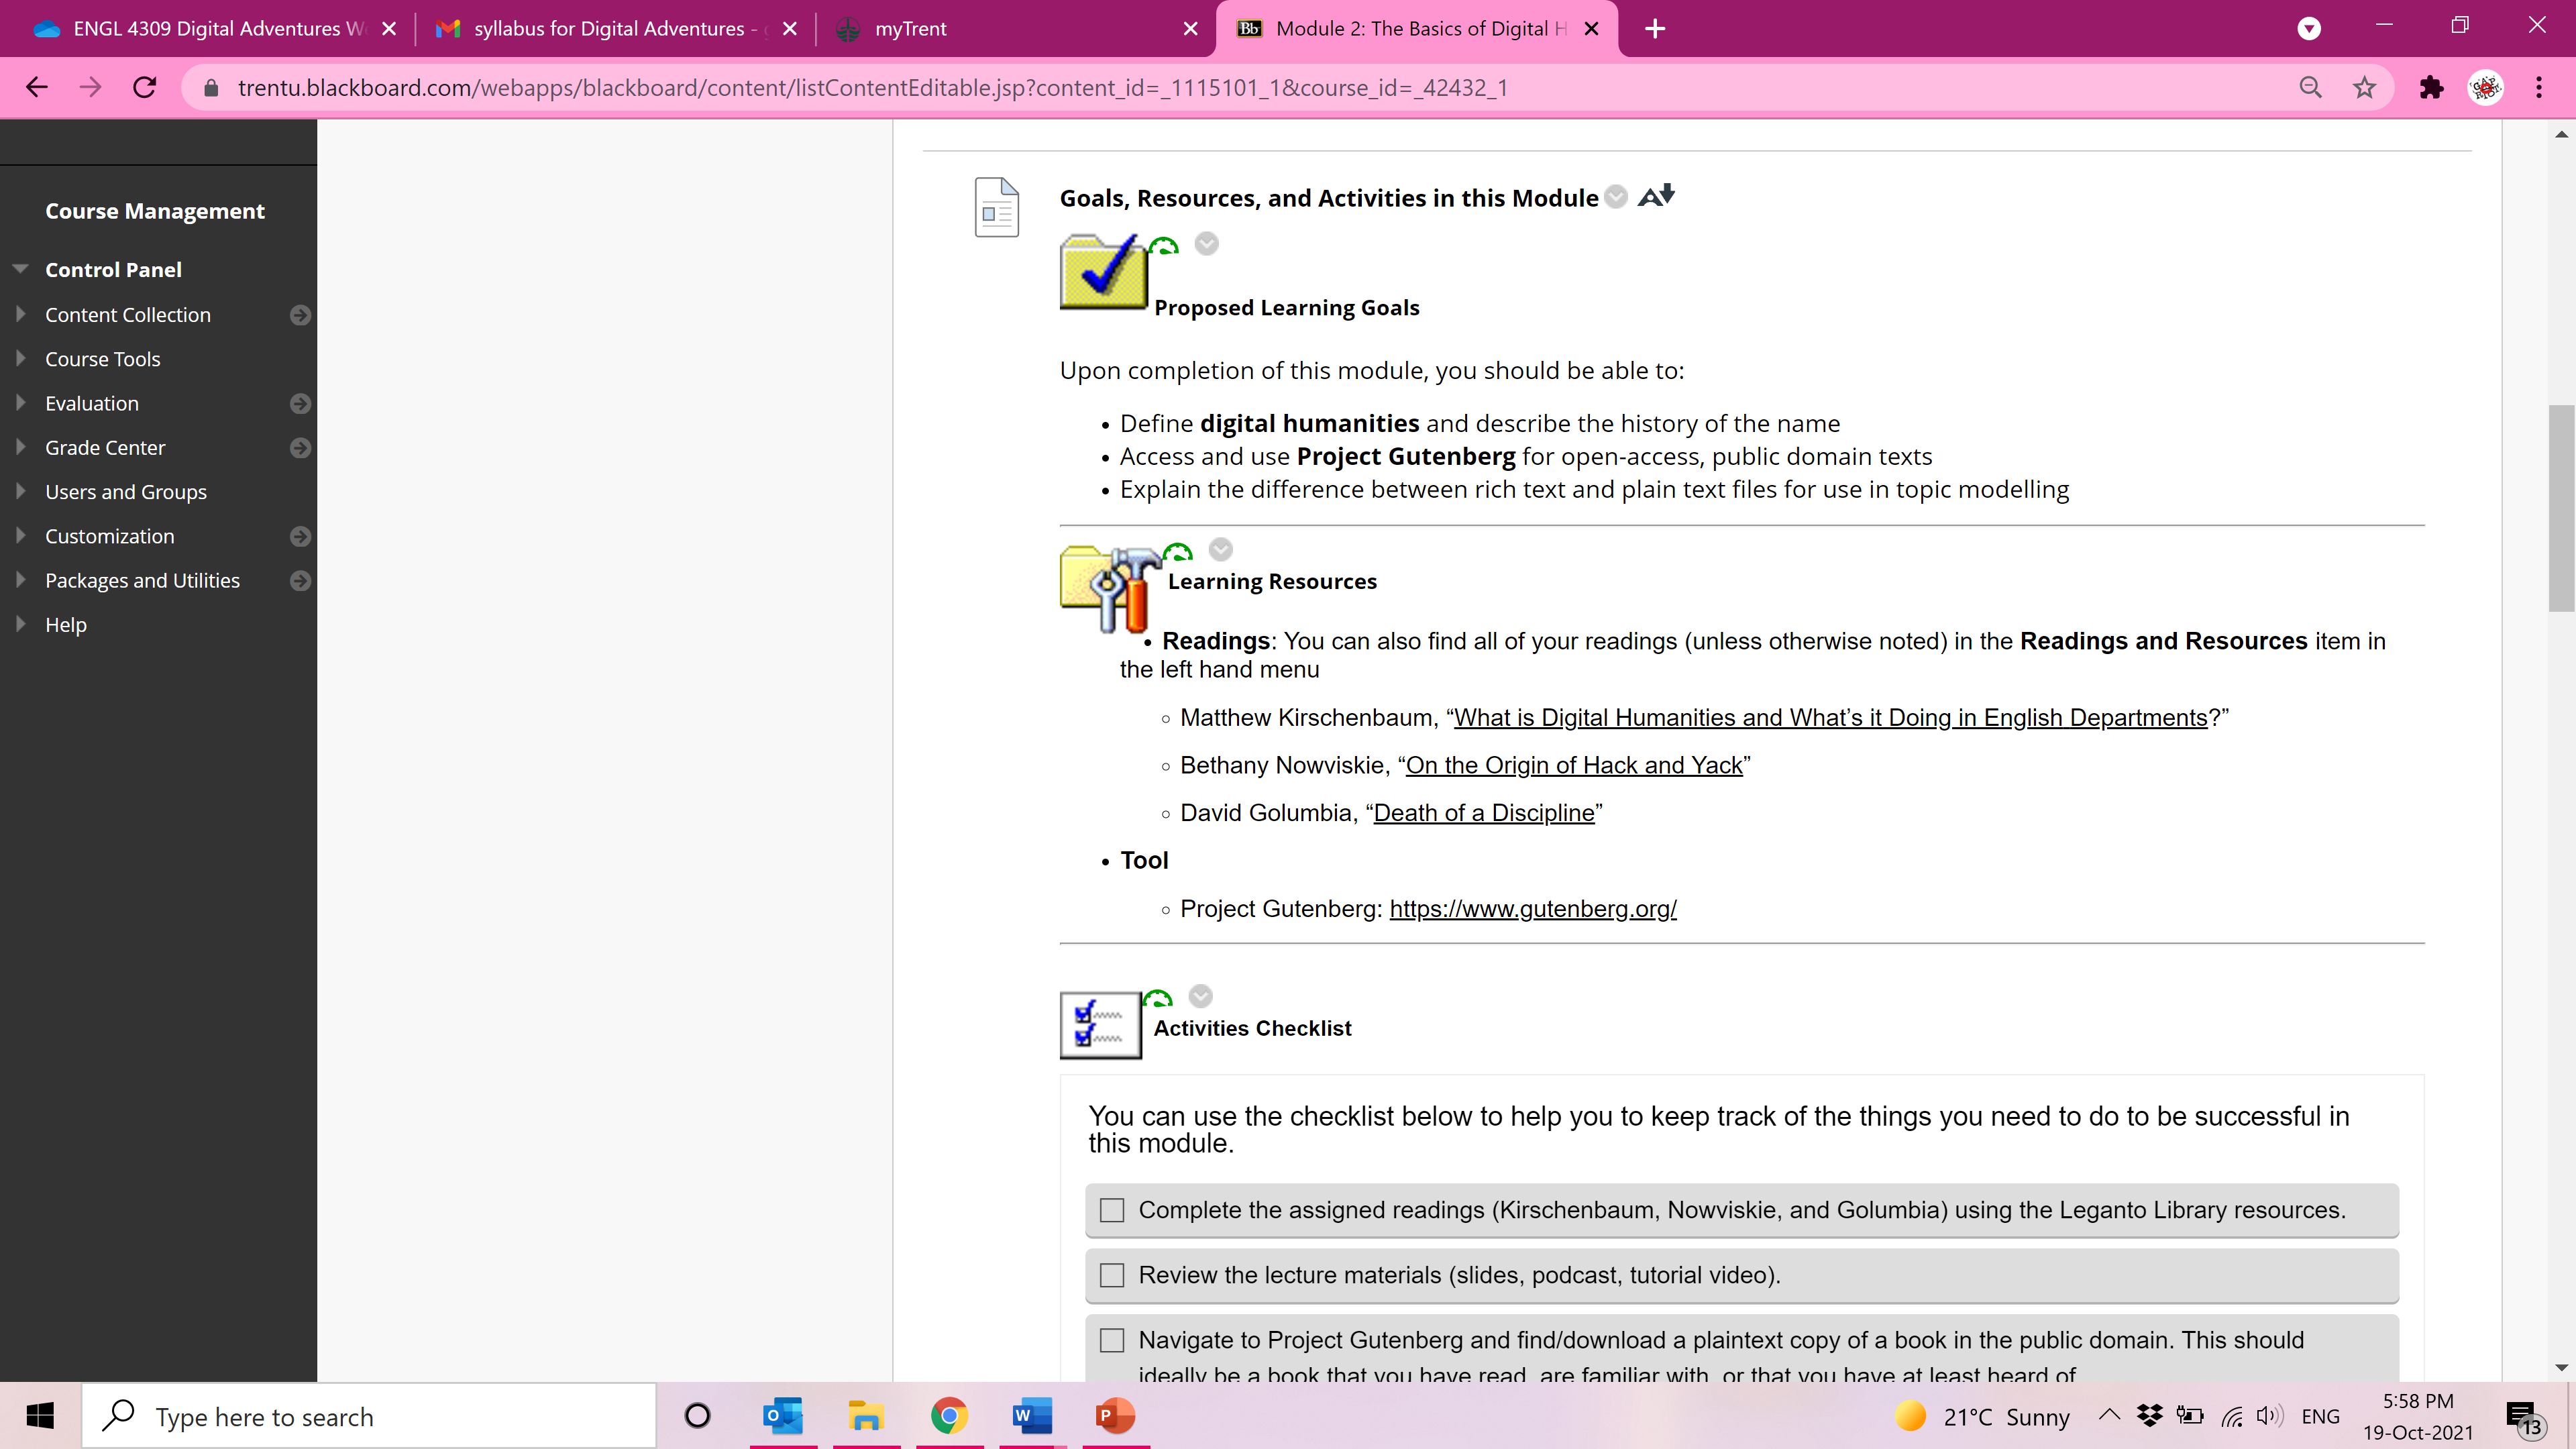 ENGL 4309 Digital Adventures W
syllabus for Digital Adventures -
myTrent
Bb
Module 2: The Basics of Digital H
trentu.blackboard.com/webapps/blackboard/content/listContentEditable.jsp?content_id=_1115101_1&course_id=_42432_1
Course Management
Control Panel
Content Collection
Course Tools
Evaluation
Grade Center
Users and Groups
Customization
Packages and Utilities
Help
Goals, Resources, and Activities in this Module
Proposed Learning Goals
Upon completion of this module, you should be able to:
• Define digital humanities and describe the history of the name
• Access and use Project Gutenberg for open-access, public domain texts
• Explain the difference between rich text and plain text files for use in topic modelling
Learning Resources
• Readings: You can also find all of your readings (unless otherwise noted) in the Readings and Resources item in
the left hand menu
◦ Matthew Kirschenbaum, “What is Digital Humanities and What’s it Doing in English Departments?”
◦ Bethany Nowviskie, “On the Origin of Hack and Yack”
◦ David Golumbia, “Death of a Discipline”
• Tool
◦ Project Gutenberg: https://www.gutenberg.org/
Activities Checklist
You can use the checklist below to help you to keep track of the things you need to do to be successful in
this module.
Complete the assigned readings (Kirschenbaum, Nowviskie, and Golumbia) using the Leganto Library resources.
Review the lecture materials (slides, podcast, tutorial video).
Navigate to Project Gutenberg and find/download a plaintext copy of a book in the public domain. This should
ideally be a book that you have read, are familiar with, or that you have at least heard of
Type here to search
21°C Sunny
ENG
5:58 PM
19-Oct-2021
13